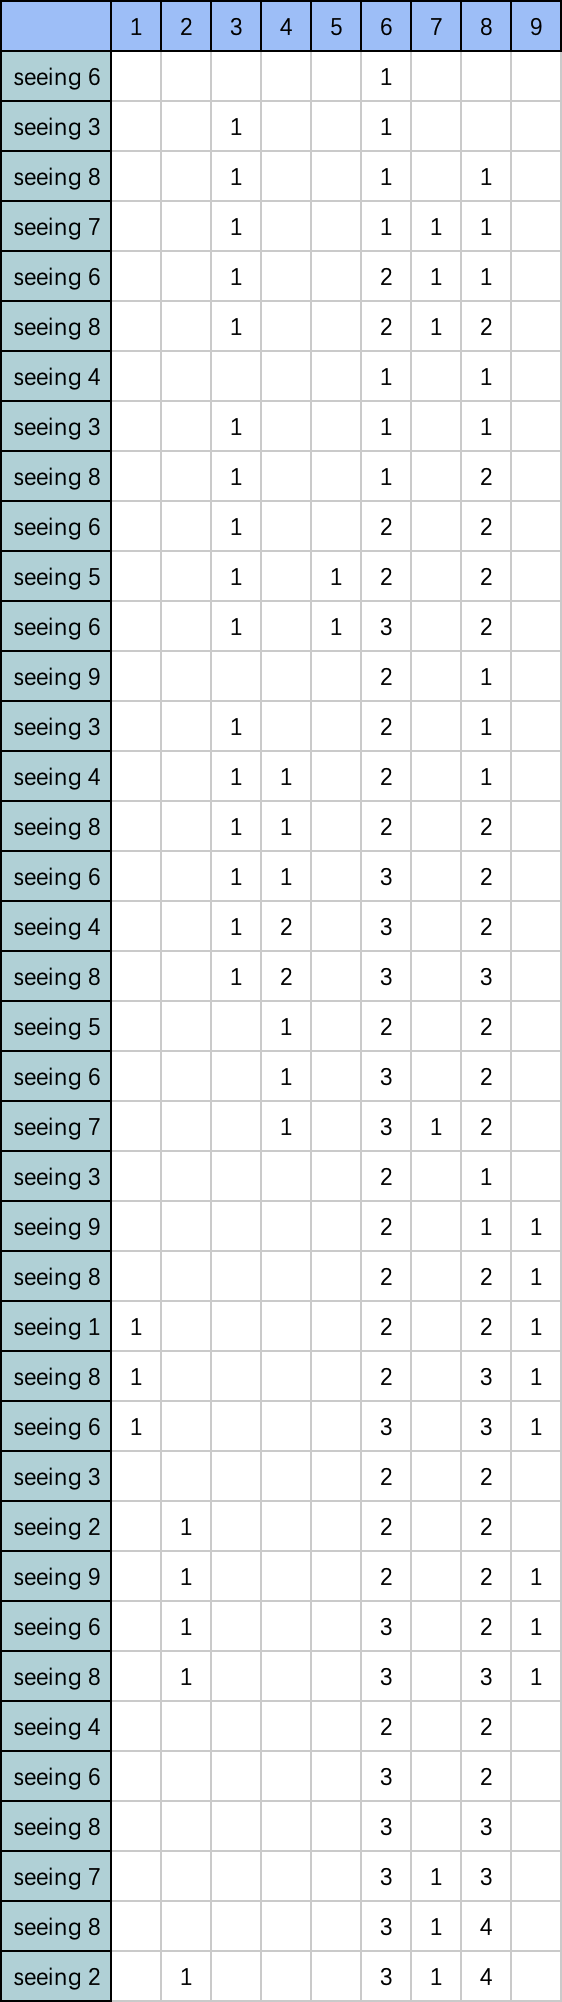 1 2 3 4 5 6 7 8 9
seeing 6 1
seeing 3 1 1
seeing 8 1 1 1
seeing 7 1 1 1 1
seeing 6 1 2 1 1
seeing 8 1 2 1 2
seeing 4 1 1
seeing 3 1 1 1
seeing 8 1 1 2
seeing 6 1 2 2
seeing 5 1 1 2 2
seeing 6 1 1 3 2
seeing 9 2 1
seeing 3 1 2 1
seeing 4 1 1 2 1
seeing 8 1 1 2 2
seeing 6 1 1 3 2
seeing 4 1 2 3 2
seeing 8 1 2 3 3
seeing 5 1 2 2
seeing 6 1 3 2
seeing 7 1 3 1 2
seeing 3 2 1
seeing 9 2 1 1
seeing 8 2 2 1
seeing 1 1 2 2 1
seeing 8 1 2 3 1
seeing 6 1 3 3 1
seeing 3 2 2
seeing 2 1 2 2
seeing 9 1 2 2 1
seeing 6 1 3 2 1
seeing 8 1 3 3 1
seeing 4 2 2
seeing 6 3 2
seeing 8 3 3
seeing 7 3 1 3
seeing 8 3 1 4
seeing 2 1 3 1 4